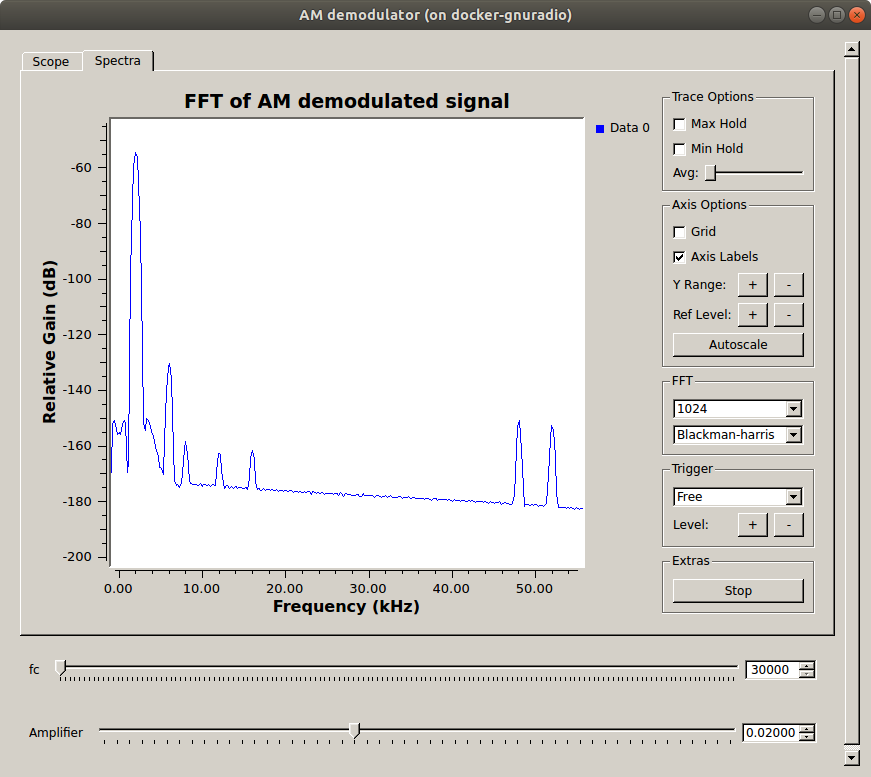 AM demodulator (on docker-gnuradio)
Scope
Spectra
FFT of AM demodulated signal
Data 0
Relative Gain (dB)
-60
-80
-100
-120
-140
-160
-180
-200
0.00 10.00 20.00 30.00 40.00 50.00
Frequency (kHz)
Trace Options
Max Hold
Min Hold
Avg:
Axis Options
Grid
Axis Labels
Y Range: + -
Ref Level: + -
Autoscale
FFT
1024
Blackman-harris
Trigger
Free
Level: + -
Extras
Stop
fc 30000
Amplifier 0.02000